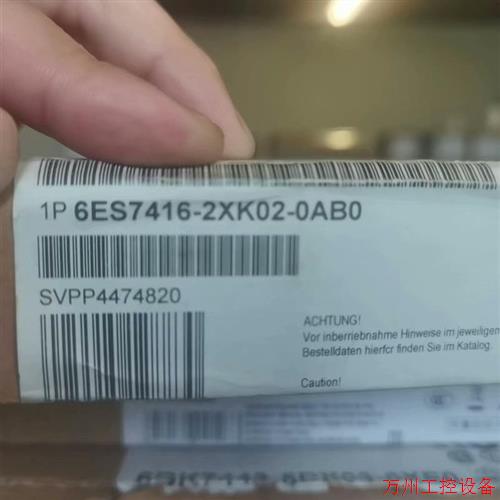 1P 6ES7416-2XK02-0AB0
SVPP4474820
ACHTUNG!
Vor inberriebnahme Hinweise im jeweiligen
Bestelldaten hierfcr finden Sie im Katalog.
Caution!
万州工控设备